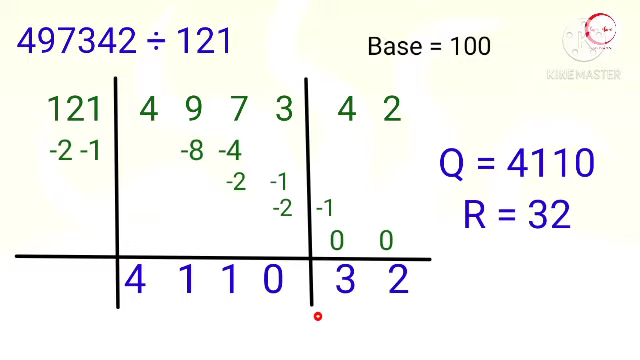 497342 ÷ 121
Base = 100
KINEMASTER
121 4 9 7 3 4 2
-2 -1 -8 -4
-2 -1
-2 -1
0 0
4 1 1 0 3 2
Q = 4110
R = 32